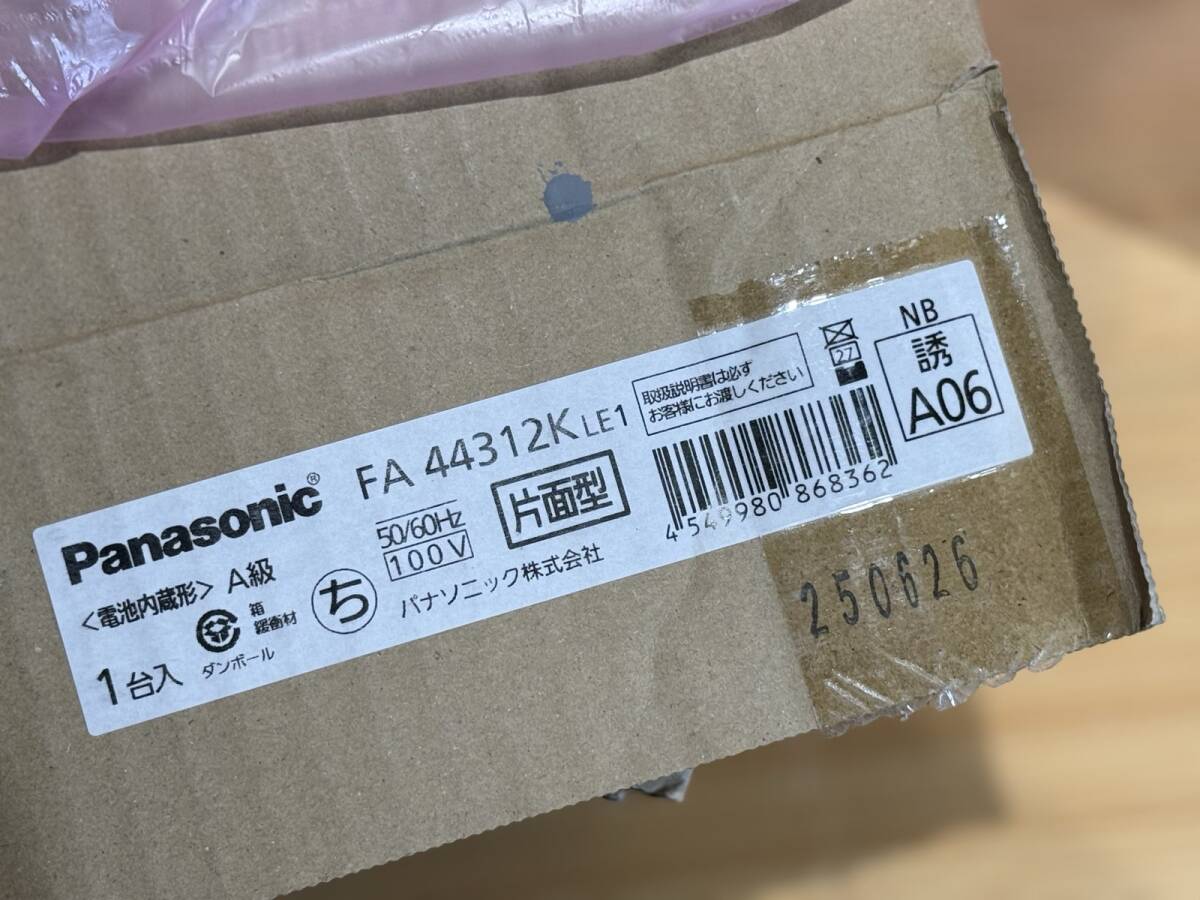 Panasonic® FA 44312K LE1
取扱説明書は必ず
お客様にお渡しください
27
NB
誘
A06
<電池内蔵形> A級
50/60Hz
100V
片面型
4 549980 868362
1台入
箱
緩衝材
ダンボール
ち
パナソニック株式会社
250626